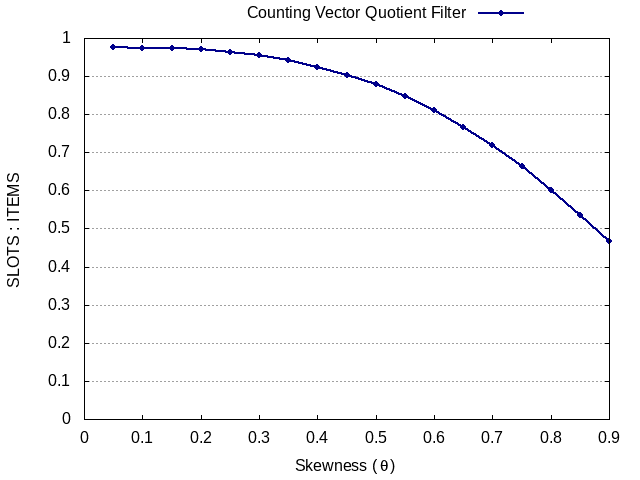 Counting Vector Quotient Filter
1
0.9
0.8
0.7
0.6
0.5
0.4
0.3
0.2
0.1
0
SLOTS : ITEMS
0 0.1 0.2 0.3 0.4 0.5 0.6 0.7 0.8 0.9
Skewness ( θ)